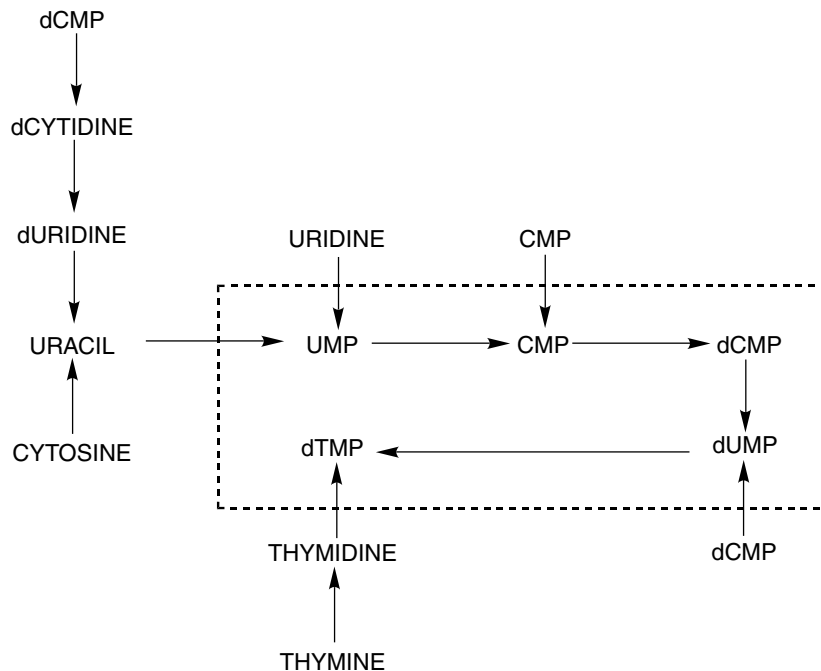 dCMP
dCYTIDINE
dURIDINE
URIDINE
CMP
URACIL
UMP
CMP
dCMP
CYTOSINE
dTMP
dUMP
THYMIDINE
dCMP
THYMINE